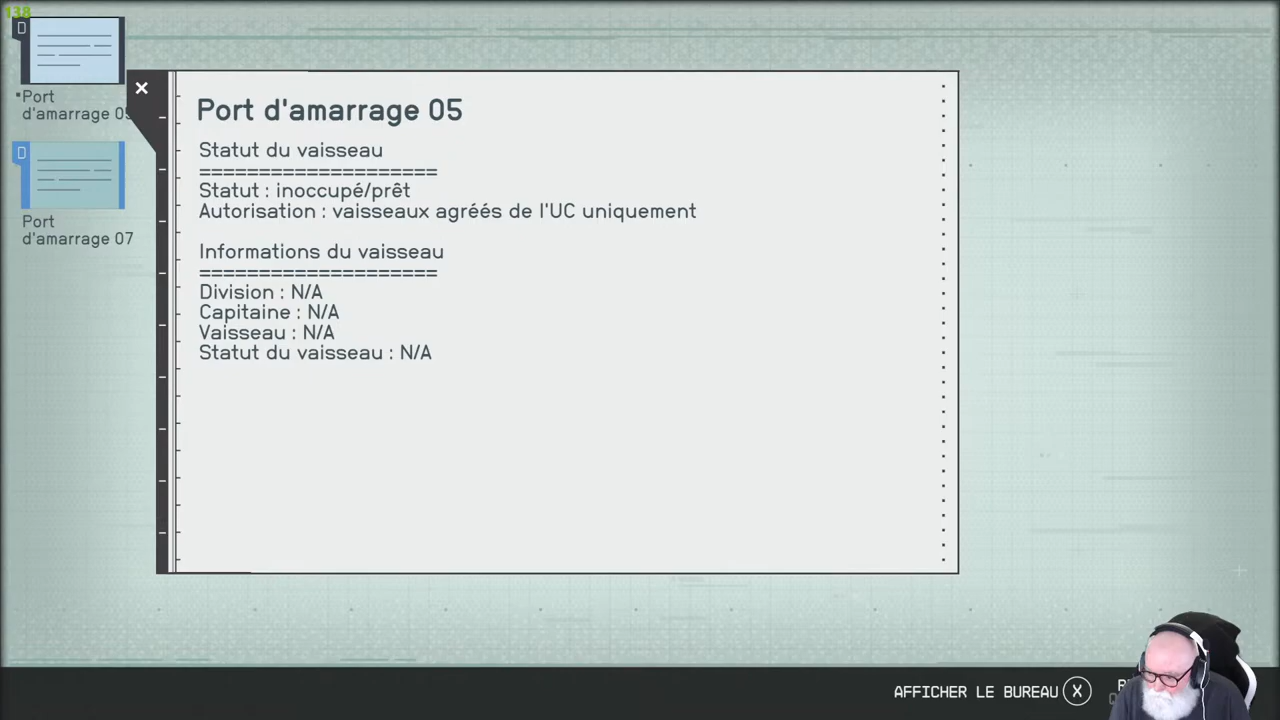 138
D
Port
d'amarrage 05
D
Port
d'amarrage 07
×
Port d'amarrage 05
Statut du vaisseau
====================
Statut : inoccupé/prêt
Autorisation : vaisseaux agréés de l'UC uniquement
Informations du vaisseau
====================
Division : N/A
Capitaine : N/A
Vaisseau : N/A
Statut du vaisseau : N/A
AFFICHER LE BUREAU X